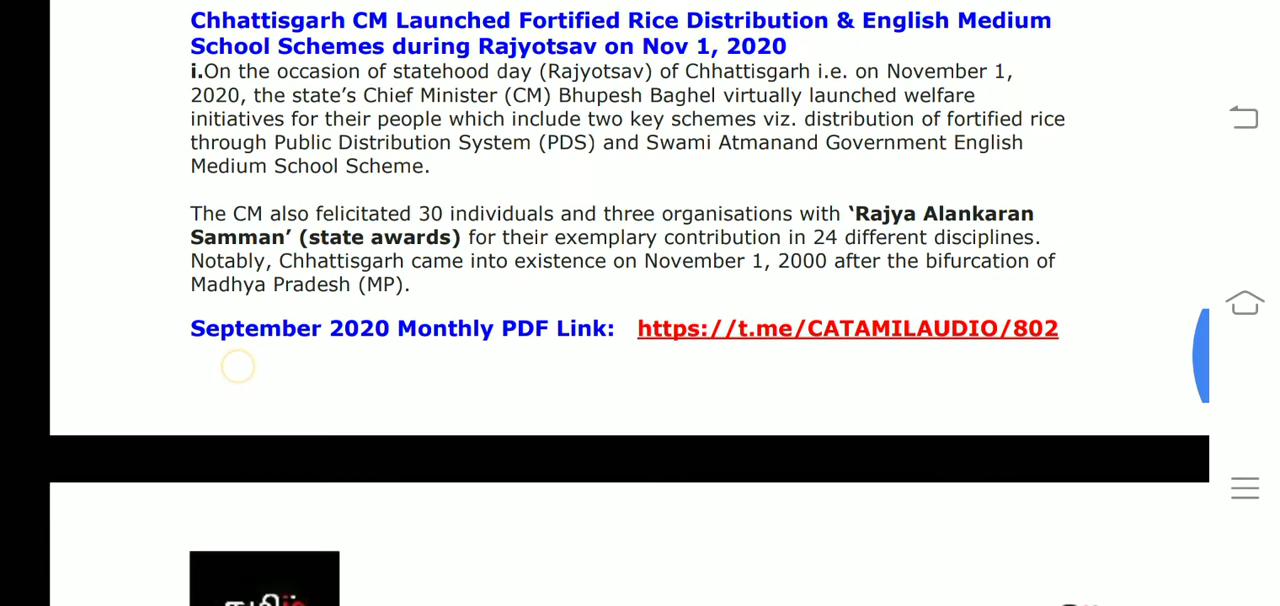 Chhattisgarh CM Launched Fortified Rice Distribution & English Medium
School Schemes during Rajyotsav on Nov 1, 2020
i.On the occasion of statehood day (Rajyotsav) of Chhattisgarh i.e. on November 1,
2020, the state's Chief Minister (CM) Bhupesh Baghel virtually launched welfare
initiatives for their people which include two key schemes viz. distribution of fortified rice
through Public Distribution System (PDS) and Swami Atmanand Government English
Medium School Scheme.
The CM also felicitated 30 individuals and three organisations with ‘Rajya Alankaran
Samman’ (state awards) for their exemplary contribution in 24 different disciplines.
Notably, Chhattisgarh came into existence on November 1, 2000 after the bifurcation of
Madhya Pradesh (MP).
September 2020 Monthly PDF Link: https://t.me/CATAMILAUDIO/802